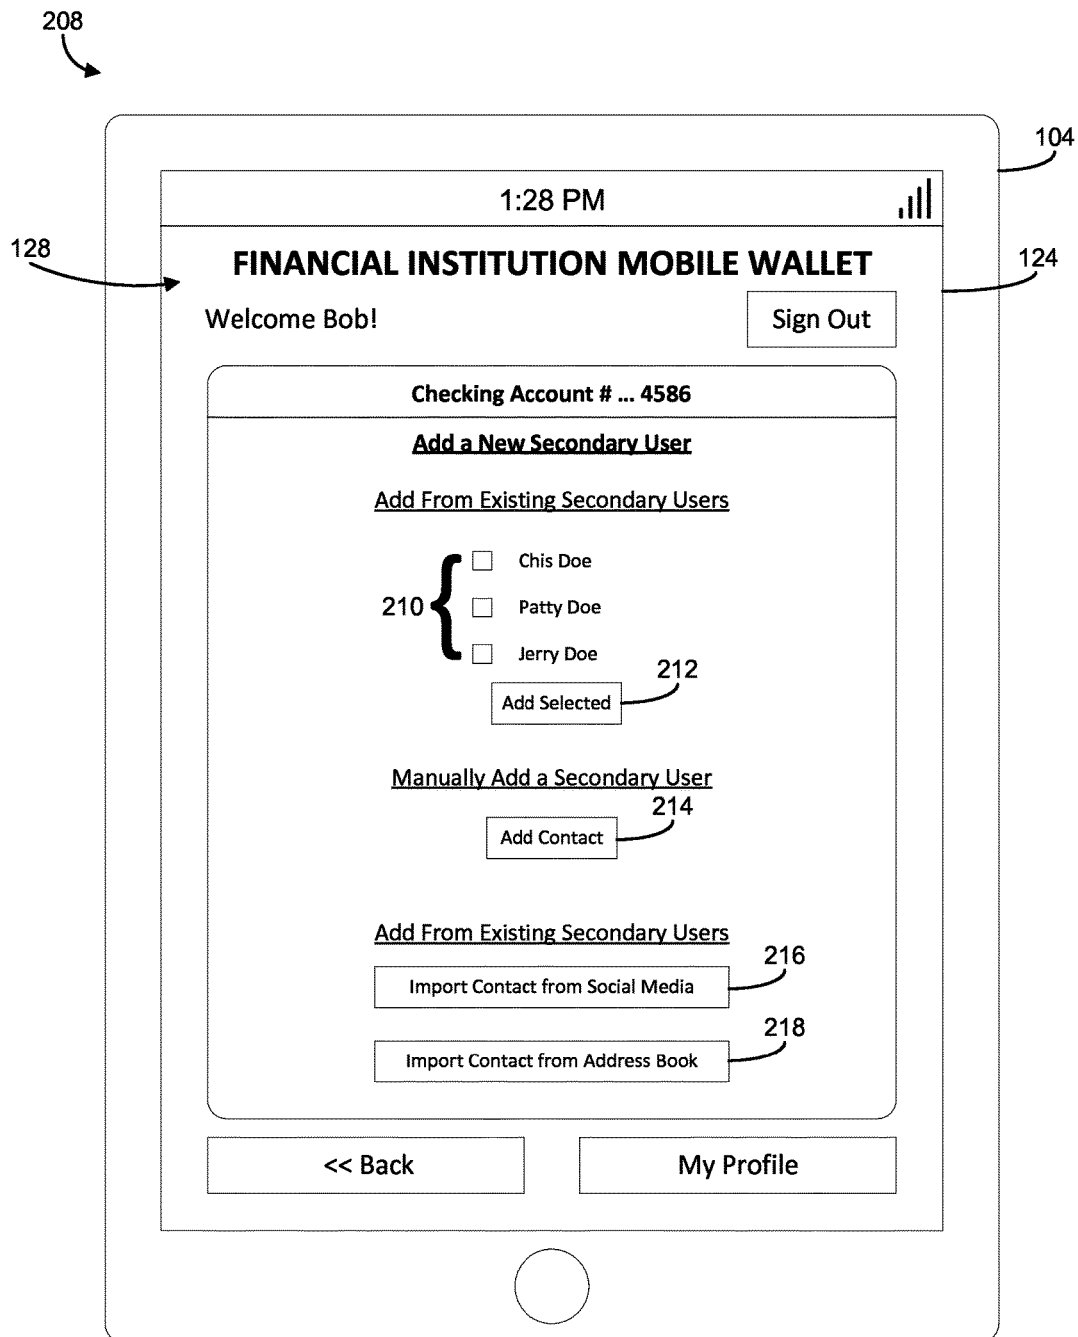 208
104
1:28 PM
128
FINANCIAL INSTITUTION MOBILE WALLET
124
Welcome Bob!
Sign Out
Checking Account # ... 4586
Add a New Secondary User
Add From Existing Secondary Users
Chis Doe
210
Patty Doe
Jerry Doe
212
Add Selected
Manually Add a Secondary User
214
Add Contact
Add From Existing Secondary Users
216
Import Contact from Social Media
218
Import Contact from Address Book
<< Back
My Profile